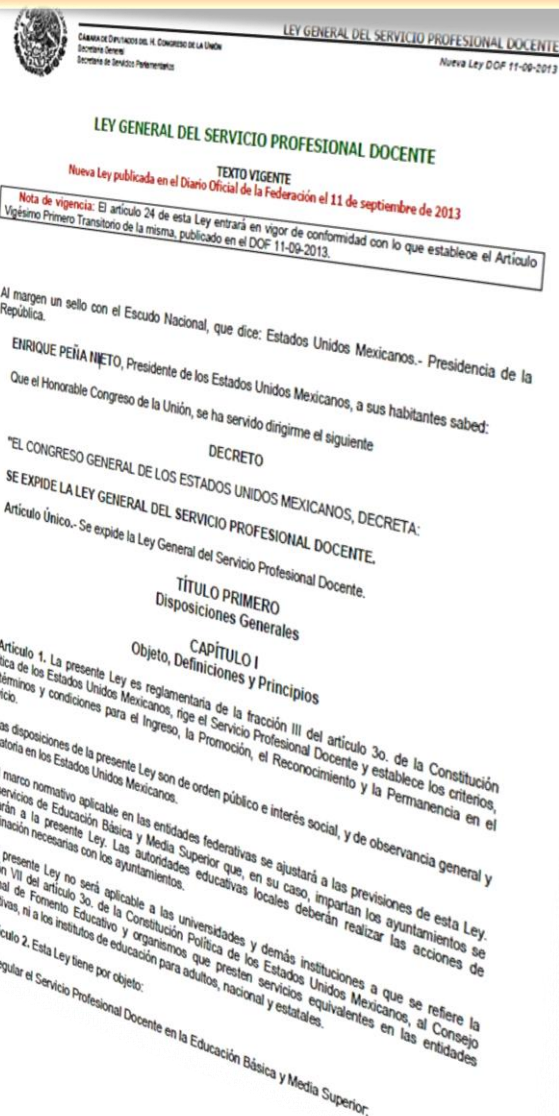 CÁMARA DE DIPUTADOS DEL H. CONGRESO DE LA UNIÓN
Secretaría General
Secretaría de Servicios Parlamentarios
LEY GENERAL DEL SERVICIO PROFESIONAL DOCENTE
Nueva Ley DOF 11-09-2013
LEY GENERAL DEL SERVICIO PROFESIONAL DOCENTE
TEXTO VIGENTE
Nueva Ley publicada en el Diario Oficial de la Federación el 11 de septiembre de 2013
Nota de vigencia: El artículo 24 de esta Ley entrará en vigor de conformidad con lo que establece el Artículo
Vigésimo Primero Transitorio de la misma, publicado en el DOF 11-09-2013.
Al margen un sello con el Escudo Nacional, que dice: Estados Unidos Mexicanos.- Presidencia de la
República.
ENRIQUE PEÑA NIETO, Presidente de los Estados Unidos Mexicanos, a sus habitantes sabed:
Que el Honorable Congreso de la Unión, se ha servido dirigirme el siguiente
DECRETO
"EL CONGRESO GENERAL DE LOS ESTADOS UNIDOS MEXICANOS, DECRETA:
SE EXPIDE LA LEY GENERAL DEL SERVICIO PROFESIONAL DOCENTE.
Artículo Único.- Se expide la Ley General del Servicio Profesional Docente.
TÍTULO PRIMERO
Disposiciones Generales
CAPÍTULO I
Objeto, Definiciones y Principios
Artículo 1. La presente Ley es reglamentaria de la fracción III del artículo 3o. de la Constitución
tica de los Estados Unidos Mexicanos, rige el Servicio Profesional Docente y establece los criterios,
términos y condiciones para el Ingreso, la Promoción, el Reconocimiento y la Permanencia en el
icio.
as disposiciones de la presente Ley son de orden público e interés social, y de observancia general y
atoria en los Estados Unidos Mexicanos.
l marco normativo aplicable en las entidades federativas se ajustará a las previsiones de esta Ley.
ervicios de Educación Básica y Media Superior que, en su caso, impartan los ayuntamientos se
arán a la presente Ley. Las autoridades educativas locales deberán realizar las acciones de
inación necesarias con los ayuntamientos.
presente Ley no será aplicable a las universidades y demás instituciones a que se refiere la
ón VII del artículo 3o. de la Constitución Política de los Estados Unidos Mexicanos, al Consejo
nal de Fomento Educativo y organismos que presten servicios equivalentes en las entidades
tivas, ni a los institutos de educación para adultos, nacional y estatales.
culo 2. Esta Ley tiene por objeto:
egular el Servicio Profesional Docente en la Educación Básica y Media Superior;